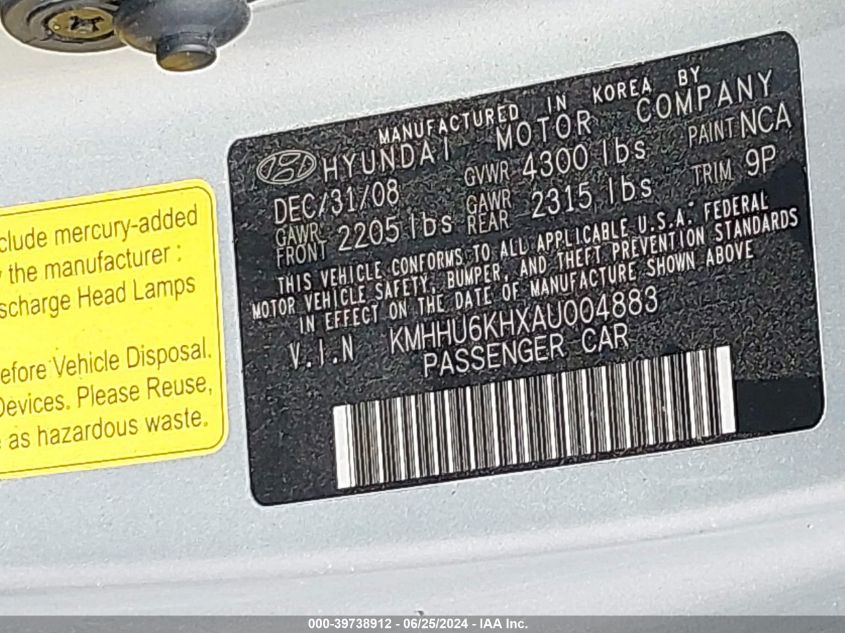 MANUFACTURED IN KOREA BY
HYUNDAI MOTOR COMPANY
DEC/31/08 GVWR 4300 lbs PAINT NCA
GAWR FRONT 2205 lbs GAWR REAR 2315 lbs TRIM 9P
THIS VEHICLE CONFORMS TO ALL APPLICABLE U.S.A. FEDERAL
MOTOR VEHICLE SAFETY, BUMPER, AND THEFT PREVENTION STANDARDS
IN EFFECT ON THE DATE OF MANUFACTURE SHOWN ABOVE
V.I.N KMHHU6KHXAU004883
PASSENGER CAR
clude mercury-added
the manufacturer :
scharge Head Lamps
efore Vehicle Disposal.
Devices. Please Reuse,
as hazardous waste.
000-39738912 - 06/25/2024 - IAA Inc.